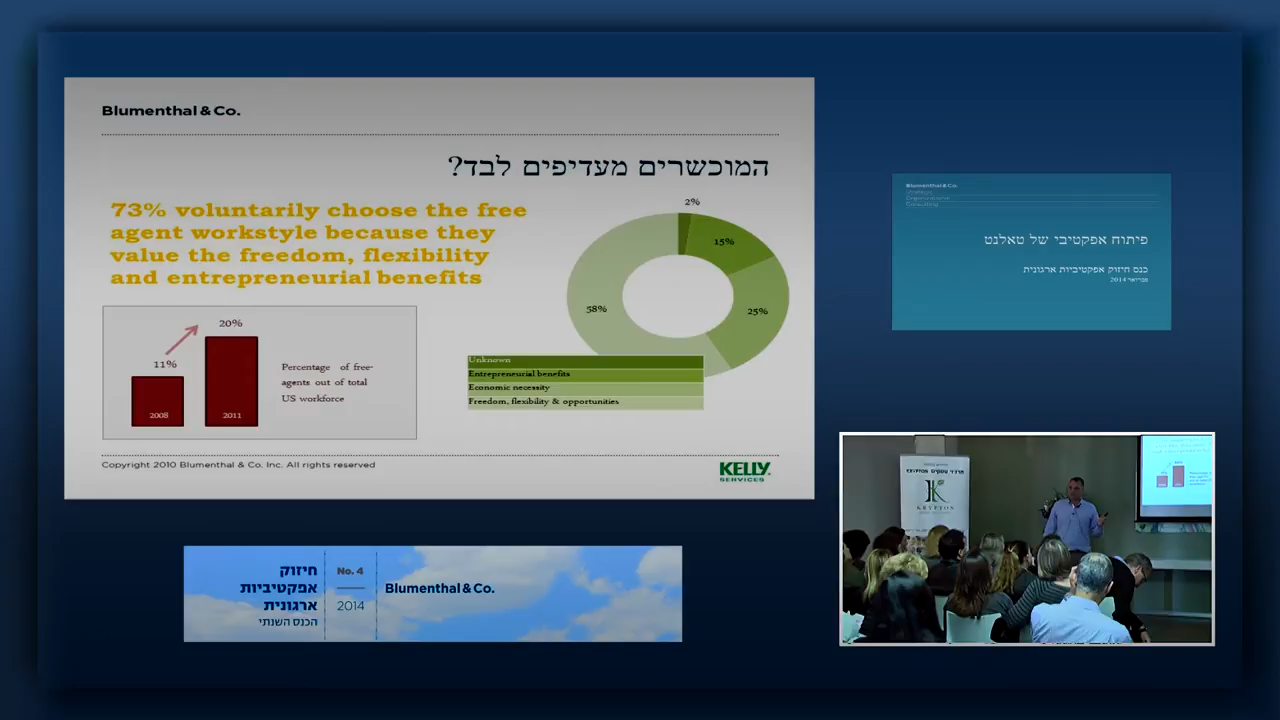 Blumenthal & Co.
המוכשרים מעדיפים לבד?
73% voluntarily choose the free
agent workstyle because they
value the freedom, flexibility
and entrepreneurial benefits
2%
15%
25%
58%
11%
20%
2008
2011
Percentage of free-
agents out of total
US workforce
Unknown
Entrepreneurial benefits
Economic necessity
Freedom, flexibility & opportunities
Copyright 2010 Blumenthal & Co. Inc. All rights reserved
KELLY
SERVICES
Blumenthal & Co.
Consulting
פיתוח אפקטיבי של טאלנט
כנס חיזוק אפקטיביות ארגונית
פברואר 2014
חיזוק
אפקטיביות
ארגונית
הכנס השנתי
No. 4
2014
Blumenthal & Co.
KRYPTON